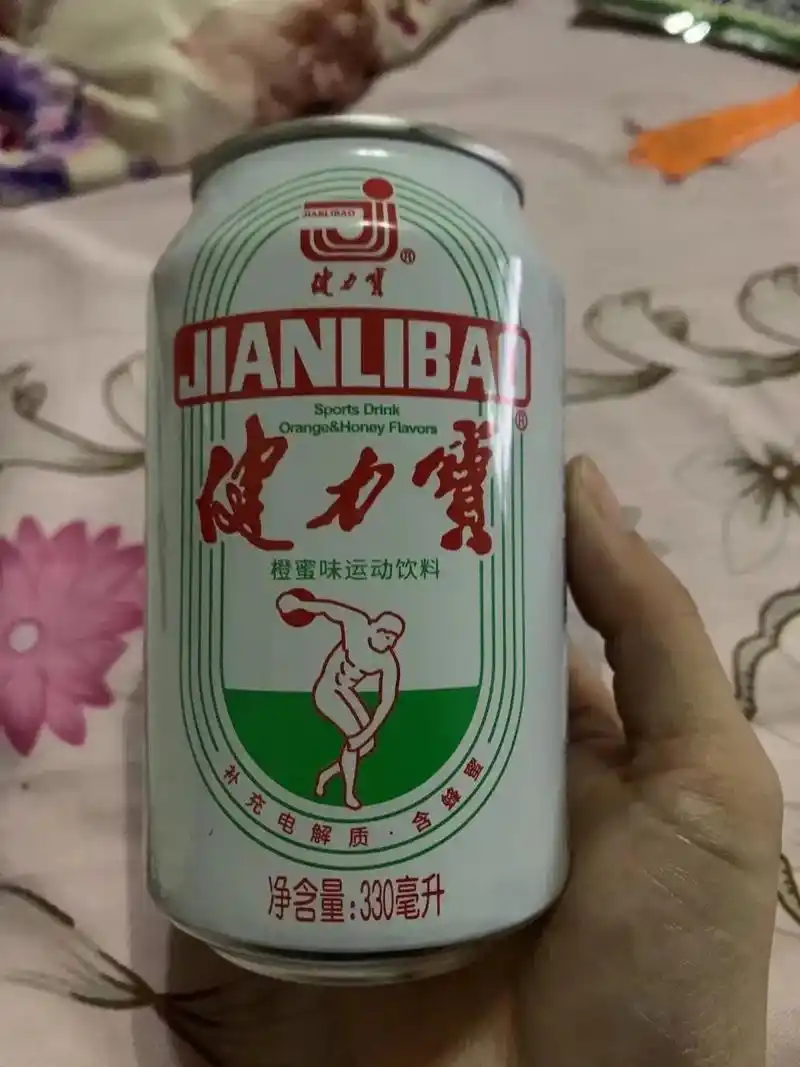 JIANLIBAO
®
健力寶
JIANLIBAO
®
Sports Drink
Orange&Honey Flavors
健力寶
橙蜜味运动饮料
补充电解质·含蜂蜜
净含量:330毫升